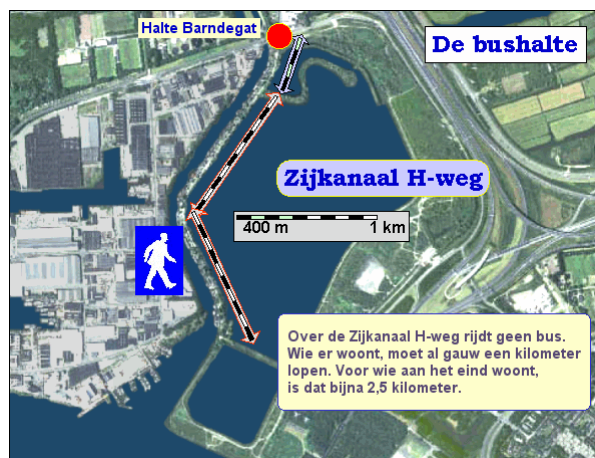 Halte Barndegat
De bushalte
Zijkanaal H-weg
400 m 1 km
Over de Zijkanaal H-weg rijdt geen bus.
Wie er woont, moet al gauw een kilometer
lopen. Voor wie aan het eind woont,
is dat bijna 2,5 kilometer.